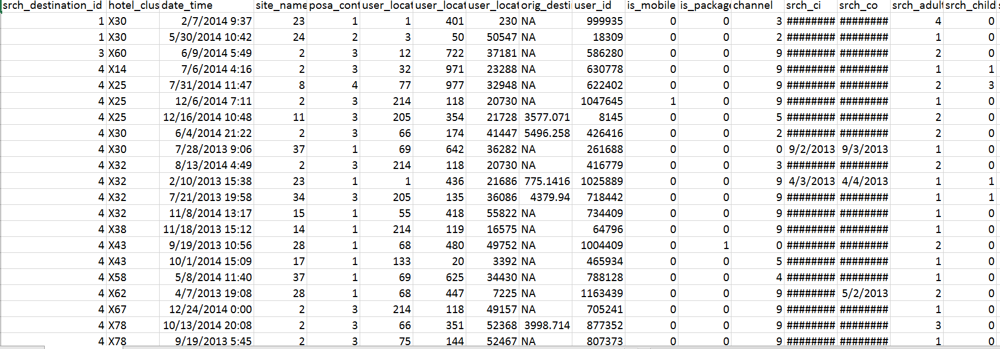 srch_destination_id hotel_clus date_time site_name posa_cont user_locat user_locat user_locat orig_desti user_id is_mobile is_package channel srch_ci srch_co srch_adult srch_child
1 X30 2/7/2014 9:37 23 1 1 401 230 NA 999935 0 0 3 ######## ######## 4 0
1 X30 5/30/2014 10:42 24 2 3 50 50547 NA 18309 0 0 2 ######## ######## 1 0
3 X60 6/9/2014 5:49 2 3 12 722 37181 NA 586280 0 0 9 ######## ######## 2 0
4 X14 7/6/2014 4:16 2 3 32 971 23288 NA 630778 0 0 9 ######## ######## 1 1
4 X25 7/31/2014 11:47 8 4 77 977 32948 NA 622402 0 0 9 ######## ######## 2 3
4 X25 12/6/2014 7:11 2 3 214 118 20730 NA 1047645 1 0 9 ######## ######## 1 0
4 X25 12/16/2014 10:48 11 3 205 354 21728 3577.071 8145 0 0 5 ######## ######## 2 0
4 X30 6/4/2014 21:22 2 3 66 174 41447 5496.258 426416 0 0 2 ######## ######## 2 0
4 X30 7/28/2013 9:06 37 1 69 642 36282 NA 261688 0 0 0 9/2/2013 9/3/2013 1 0
4 X32 8/13/2014 4:49 2 3 214 118 20730 NA 416779 0 0 3 ######## ######## 2 0
4 X32 2/10/2013 15:38 23 1 1 436 21686 775.1416 1025889 0 0 9 4/3/2013 4/4/2013 1 1
4 X32 7/21/2013 19:58 34 3 205 135 36086 4379.94 718442 0 0 9 ######## ######## 1 1
4 X32 11/8/2014 13:17 15 1 55 418 55822 NA 734409 0 0 9 ######## ######## 1 0
4 X38 11/18/2013 15:12 14 1 214 119 16575 NA 64796 0 0 9 ######## ######## 1 0
4 X43 9/19/2013 10:56 28 1 68 480 49752 NA 1004409 0 1 0 ######## ######## 2 0
4 X43 10/1/2014 15:09 17 1 133 20 3392 NA 465934 0 0 5 ######## ######## 1 0
4 X58 5/8/2014 11:40 37 1 69 625 34430 NA 788128 0 0 4 ######## ######## 1 0
4 X62 4/7/2013 19:08 28 1 68 447 7225 NA 1163439 0 0 9 ######## 5/2/2013 2 0
4 X67 12/24/2014 0:00 2 3 214 118 49157 NA 705241 0 0 9 ######## ######## 1 0
4 X78 10/13/2014 20:08 2 3 66 351 52368 3998.714 877352 0 0 9 ######## ######## 3 0
4 X78 9/19/2013 5:45 2 3 75 144 52467 NA 807373 0 0 9 ######## ######## 1 0